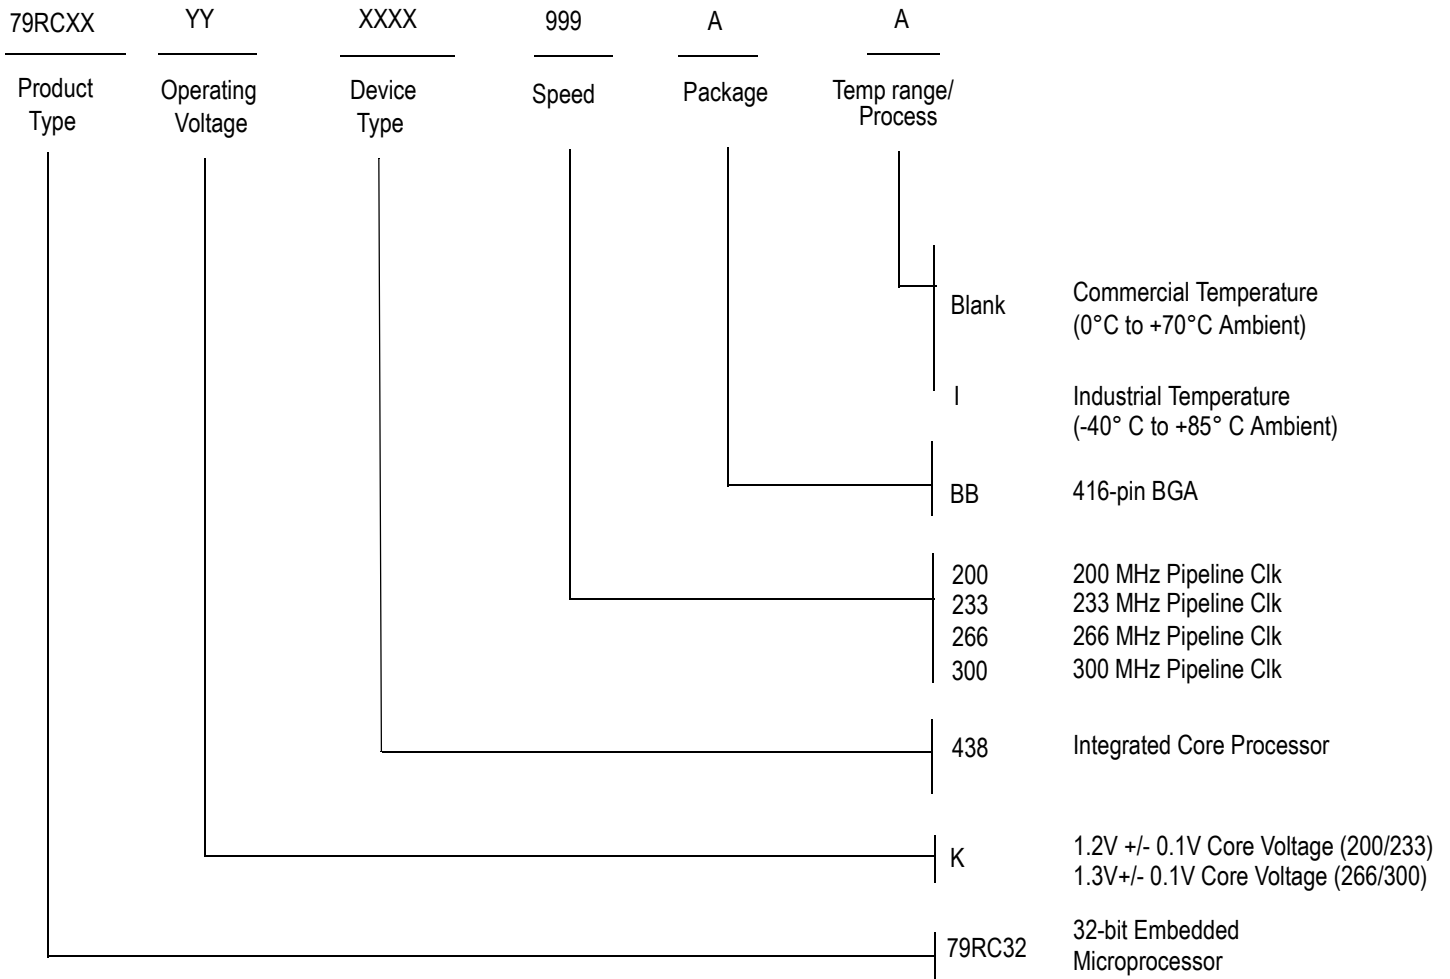 79RCXX YY XXXX 999 A A
Product Type
Operating Voltage
Device Type
Speed
Package
Temp range/ Process
Blank Commercial Temperature
(0°C to +70°C Ambient)
I Industrial Temperature
(-40° C to +85° C Ambient)
BB 416-pin BGA
200 200 MHz Pipeline Clk
233 233 MHz Pipeline Clk
266 266 MHz Pipeline Clk
300 300 MHz Pipeline Clk
438 Integrated Core Processor
K 1.2V +/- 0.1V Core Voltage (200/233)
1.3V+/- 0.1V Core Voltage (266/300)
79RC32 32-bit Embedded
Microprocessor